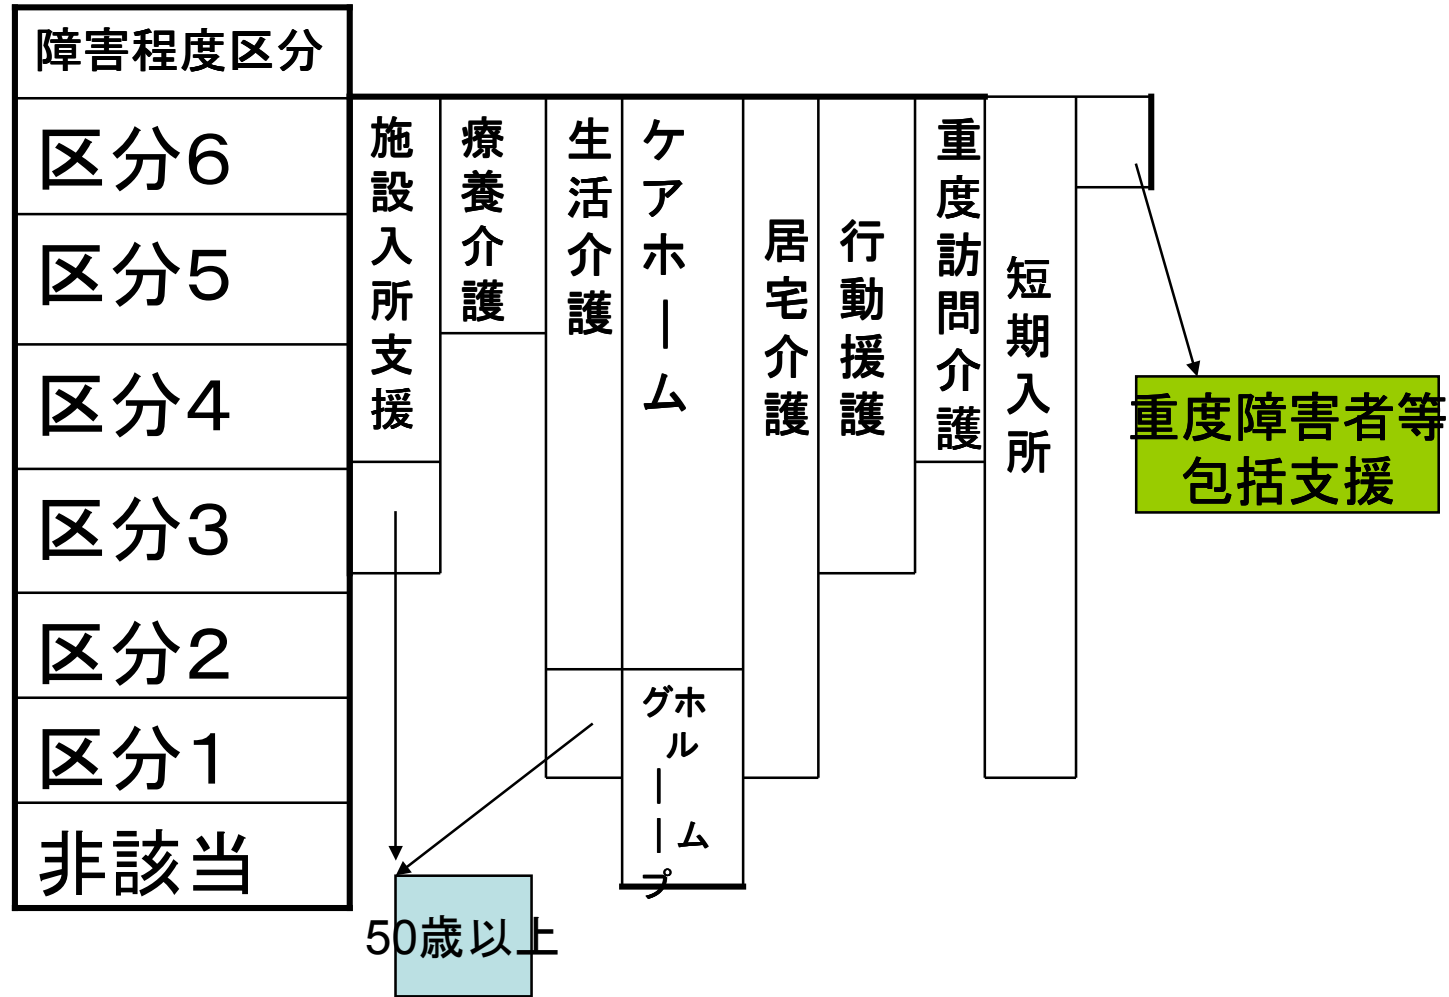 障害程度区分
区分6
区分5
区分4
区分3
区分2
区分1
非該当
施設入所支援
療養介護
生活介護
ケアホーム
グループ
ホーム
居宅介護
行動援護
重度訪問介護
短期入所
重度障害者等
包括支援
50歳以上